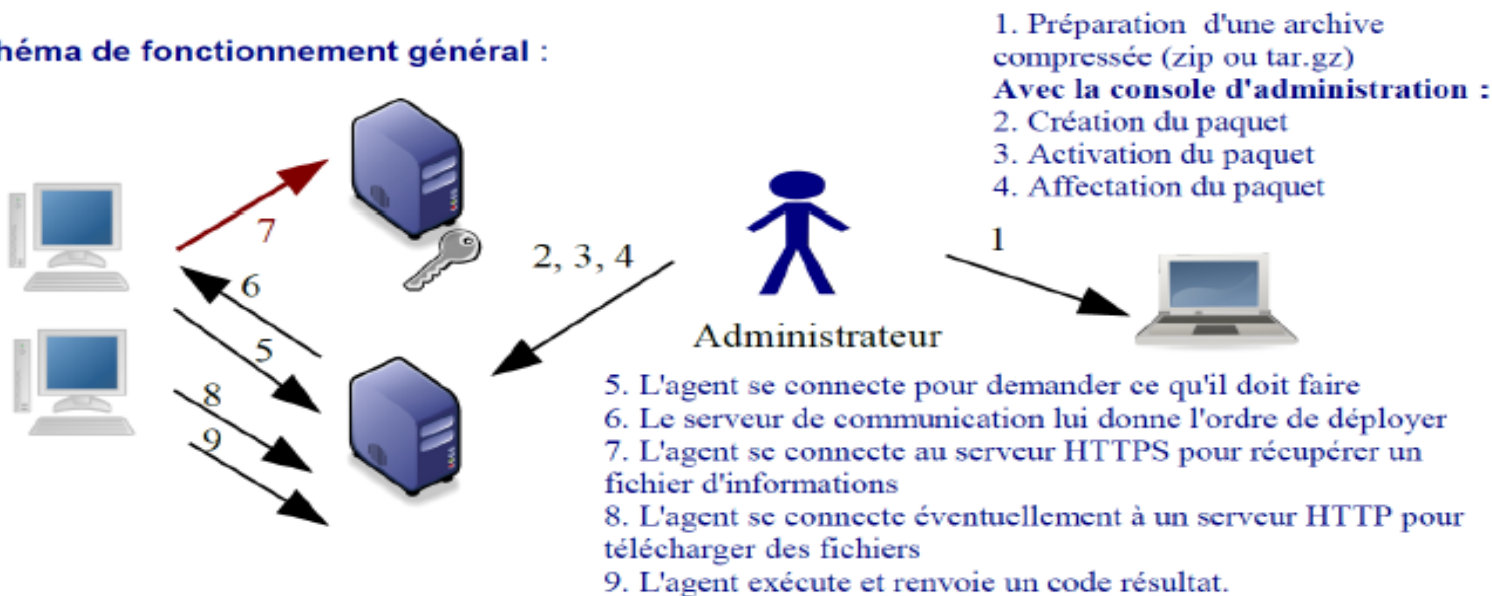 héma de fonctionnement général :
1. Préparation d'une archive
compressée (zip ou tar.gz)
Avec la console d'administration :
2. Création du paquet
3. Activation du paquet
4. Affectation du paquet
7
2, 3, 4
1
6
5
8
9
Administrateur
5. L'agent se connecte pour demander ce qu'il doit faire
6. Le serveur de communication lui donne l'ordre de déployer
7. L'agent se connecte au serveur HTTPS pour récupérer un
fichier d'informations
8. L'agent se connecte éventuellement à un serveur HTTP pour
télécharger des fichiers
9. L'agent exécute et renvoie un code résultat.